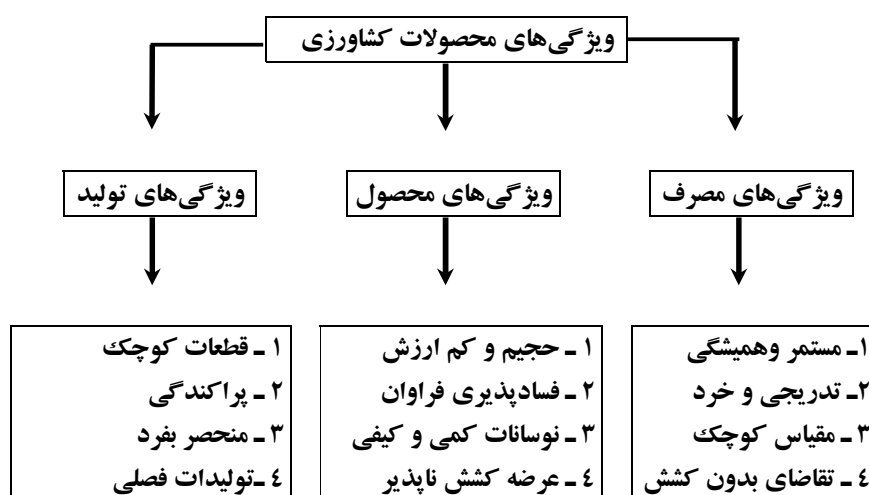 ویژگی‌های محصولات کشاورزی
ویژگی‌های مصرف
ویژگی‌های محصول
ویژگی‌های تولید
۱ـ مستمر وهمیشگی
۲ـ تدریجی و خرد
۳ ـ مقیاس کوچک
٤ ـ تقاضای بدون کشش
۱ ـ حجیم و کم ارزش
۲ ـ فسادپذیری فراوان
۳ ـ نوسانات کمی و کیفی
٤ ـ عرضه کشش ناپذیر
۱ ـ قطعات کوچک
۲ ـ پراکندگی
۳ ـ منحصر بفرد
٤ ـتولیدات فصلی